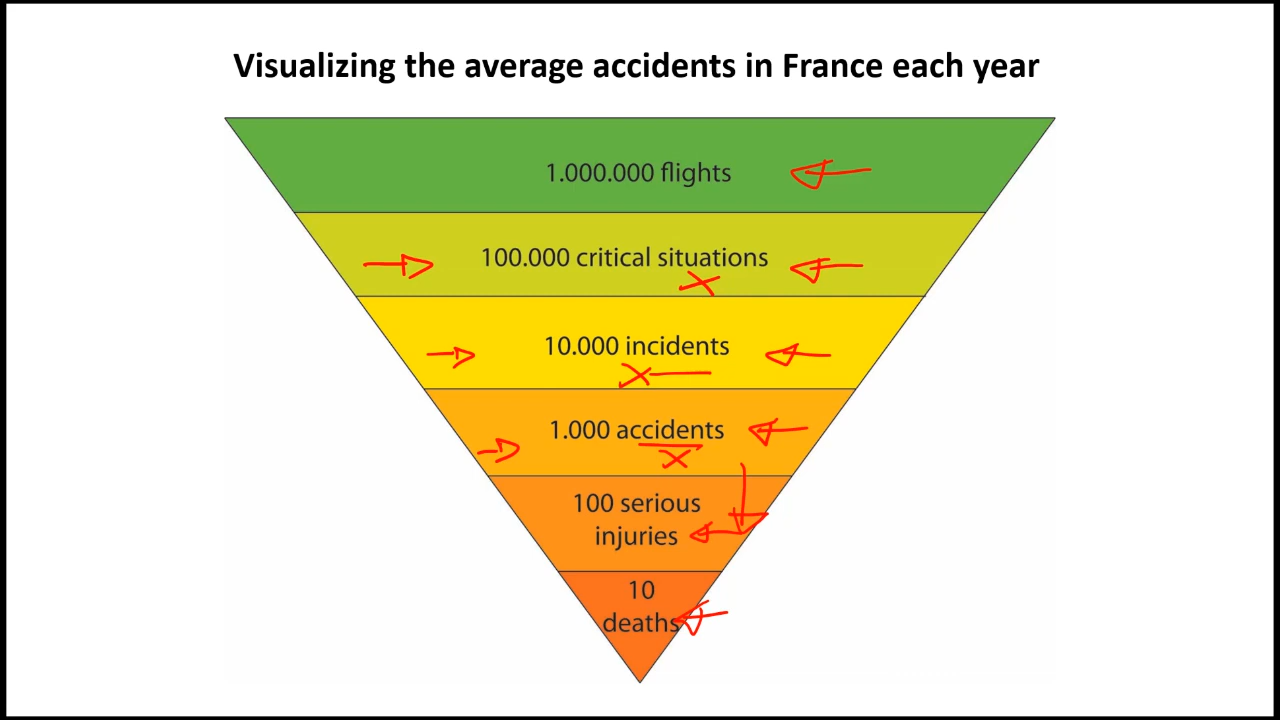 Visualizing the average accidents in France each year
1.000.000 flights
100.000 critical situations
10.000 incidents
1.000 accidents
100 serious
injuries
10
deaths